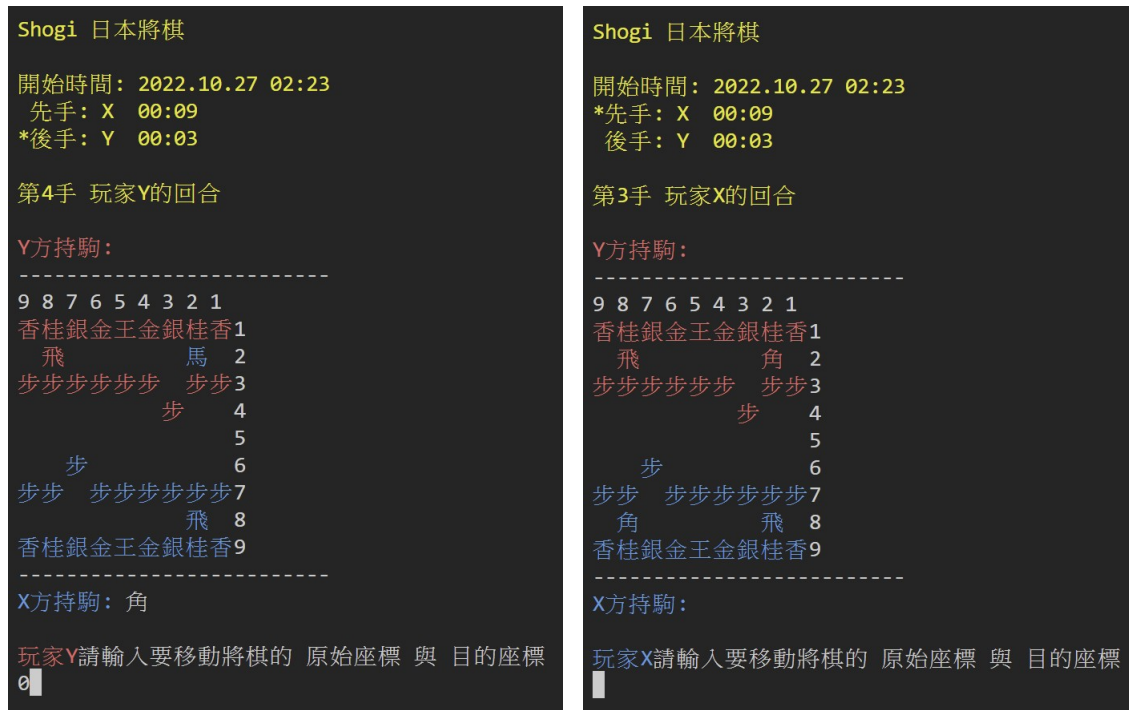 Shogi 日本將棋
開始時間: 2022.10.27 02:23
先手: X 00:09
*後手: Y 00:03
第4手 玩家Y的回合
Y方持駒:
--------------------------
9 8 7 6 5 4 3 2 1
香桂銀金王金銀桂香1
飛 馬 2
步步步步步步 步步3
步 4
5
步 6
步步 步步步步步步7
飛 8
香桂銀金王金銀桂香9
--------------------------
X方持駒: 角
玩家Y請輸入要移動將棋的 原始座標 與 目的座標
0
Shogi 日本將棋
開始時間: 2022.10.27 02:23
*先手: X 00:09
後手: Y 00:03
第3手 玩家X的回合
Y方持駒:
--------------------------
9 8 7 6 5 4 3 2 1
香桂銀金王金銀桂香1
飛 角 2
步步步步步步 步步3
步 4
5
步 6
步步 步步步步步步7
角 飛 8
香桂銀金王金銀桂香9
--------------------------
X方持駒:
玩家X請輸入要移動將棋的 原始座標 與 目的座標